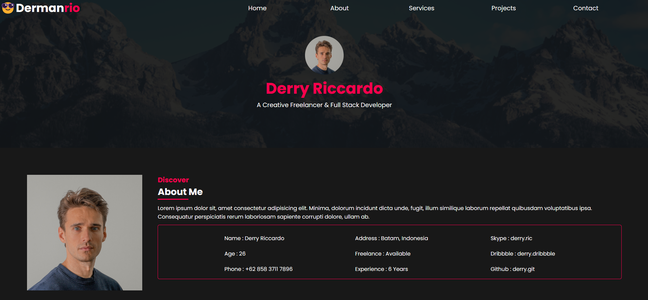 Dermanrio
Home About Services Projects Contact
Derry Riccardo
A Creative Freelancer & Full Stack Developer
Discover
About Me
Lorem ipsum dolor sit, amet consectetur adipisicing elit. Minima, dolorum incidunt dicta unde, fugit, illum similique laborum repellat quibusdam voluptatibus ipsa.
Consequatur perspiciatis rerum laboriosam sapiente corrupti dolore, ullam ab.
Name : Derry Riccardo Address : Batam, Indonesia Skype : derry.ric
Age : 26 Freelance : Available Dribbble : derry.dribbble
Phone : +62 858 3711 7896 Experience : 6 Years Github : derry.git